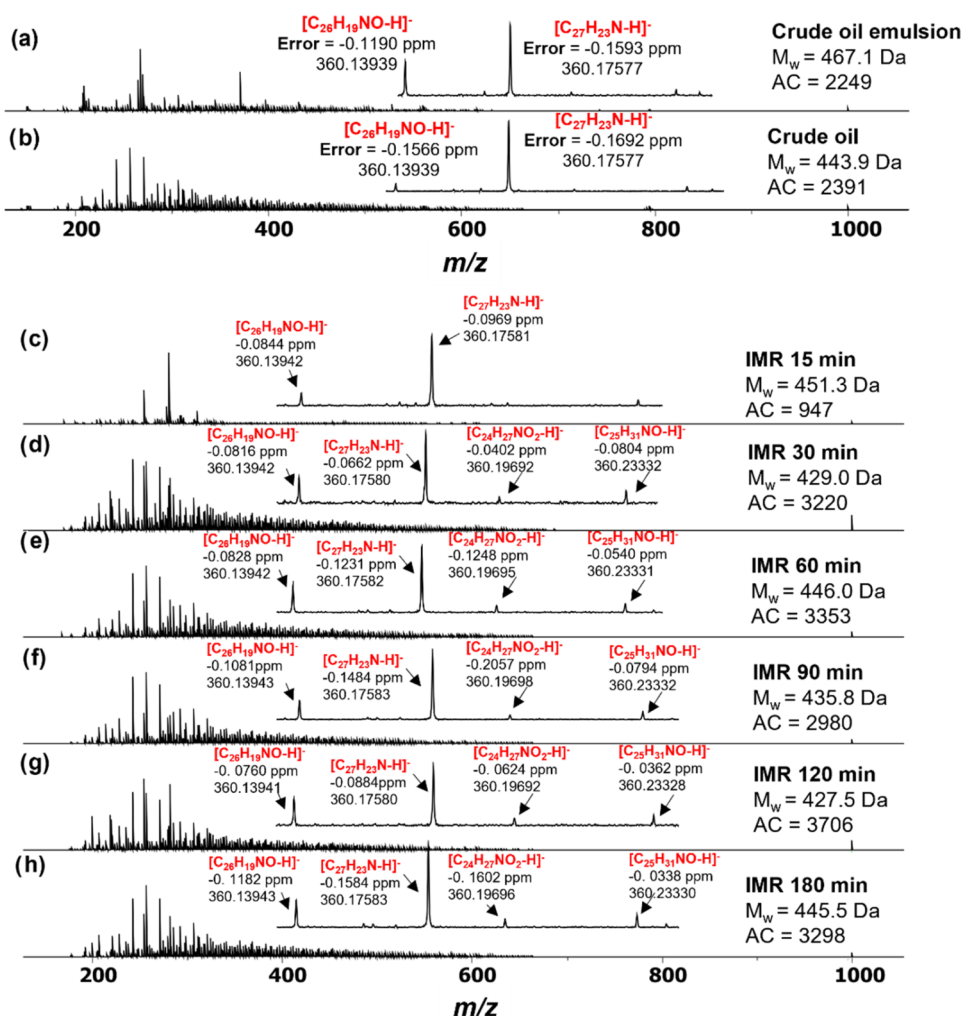 (a)
[C₂₆H₁₉NO-H]⁻
Error = -0.1190 ppm
360.13939
[C₂₇H₂₃N-H]⁻
Error = -0.1593 ppm
360.17577
Crude oil emulsion
M_w = 467.1 Da
AC = 2249
(b)
[C₂₆H₁₉NO-H]⁻
Error = -0.1566 ppm
360.13939
[C₂₇H₂₃N-H]⁻
Error = -0.1692 ppm
360.17577
Crude oil
M_w = 443.9 Da
AC = 2391
200 400 600 800 1000
m/z
(c)
[C₂₆H₁₉NO-H]⁻
-0.0844 ppm
360.13942
[C₂₇H₂₃N-H]⁻
-0.0969 ppm
360.17581
IMR 15 min
M_w = 451.3 Da
AC = 947
(d)
[C₂₆H₁₉NO-H]⁻
-0.0816 ppm
360.13942
[C₂₇H₂₃N-H]⁻
-0.0662 ppm
360.17580
[C₂₄H₂₇NO₂-H]⁻
-0.0402 ppm
360.19692
[C₂₅H₃₁NO-H]⁻
-0.0804 ppm
360.23332
IMR 30 min
M_w = 429.0 Da
AC = 3220
(e)
[C₂₆H₁₉NO-H]⁻
-0.0828 ppm
360.13942
[C₂₇H₂₃N-H]⁻
-0.1231 ppm
360.17582
[C₂₄H₂₇NO₂-H]⁻
-0.1248 ppm
360.19695
[C₂₅H₃₁NO-H]⁻
-0.0540 ppm
360.23331
IMR 60 min
M_w = 446.0 Da
AC = 3353
(f)
[C₂₆H₁₉NO-H]⁻
-0.1081ppm
360.13943
[C₂₇H₂₃N-H]⁻
-0.1484 ppm
360.17583
[C₂₄H₂₇NO₂-H]⁻
-0.2057 ppm
360.19698
[C₂₅H₃₁NO-H]⁻
-0.0794 ppm
360.23332
IMR 90 min
M_w = 435.8 Da
AC = 2980
(g)
[C₂₆H₁₉NO-H]⁻
-0. 0760 ppm
360.13941
[C₂₇H₂₃N-H]⁻
-0.0884ppm
360.17580
[C₂₄H₂₇NO₂-H]⁻
-0. 0624 ppm
360.19692
[C₂₅H₃₁NO-H]⁻
-0. 0362 ppm
360.23328
IMR 120 min
M_w = 427.5 Da
AC = 3706
(h)
[C₂₆H₁₉NO-H]⁻
-0. 1182 ppm
360.13943
[C₂₇H₂₃N-H]⁻
-0.1584 ppm
360.17583
[C₂₄H₂₇NO₂-H]⁻
-0. 1602 ppm
360.19696
[C₂₅H₃₁NO-H]⁻
-0. 0338 ppm
360.23330
IMR 180 min
M_w = 445.5 Da
AC = 3298
200 400 600 800 1000
m/z